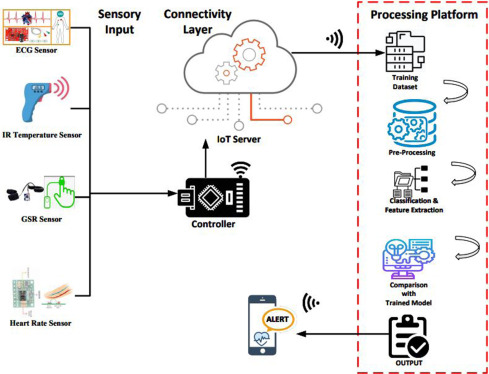 Sensory
Input
Connectivity
Layer
Processing Platform
ECG Sensor
IR Temperature Sensor
GSR Sensor
Heart Rate Sensor
IoT Server
Controller
Training
Dataset
Pre-Processing
Classification &
Feature Extraction
Comparison
with
Trained Model
ALERT
OUTPUT